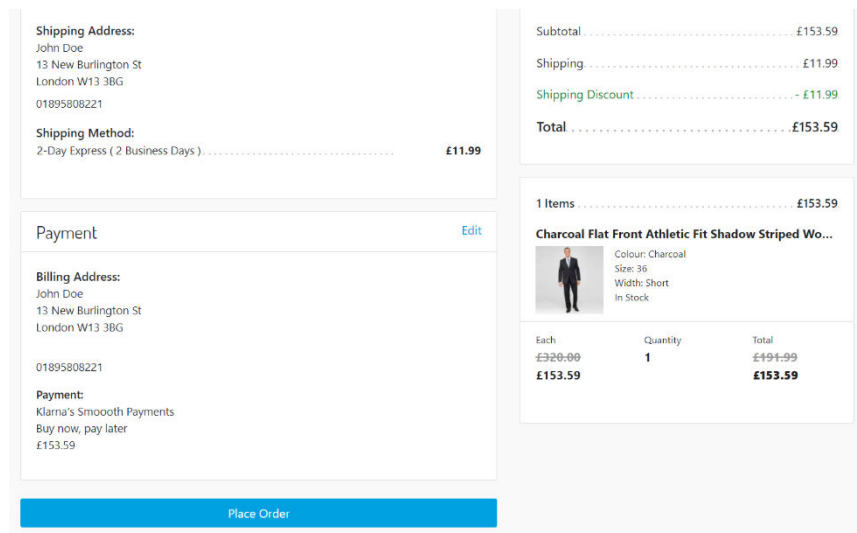 Shipping Address:
John Doe
13 New Burlington St
London W13 3BG
01895808221
Shipping Method:
2-Day Express ( 2 Business Days ) £11.99
Payment Edit
Billing Address:
John Doe
13 New Burlington St
London W13 3BG
01895808221
Payment:
Klarna's Smoooth Payments
Buy now, pay later
£153.59
Place Order
Subtotal £153.59
Shipping £11.99
Shipping Discount - £11.99
Total £153.59
1 Items £153.59
Charcoal Flat Front Athletic Fit Shadow Striped Wo...
Colour: Charcoal
Size: 36
Width: Short
In Stock
Each Quantity Total
£320.00 1 £191.99
£153.59 £153.59